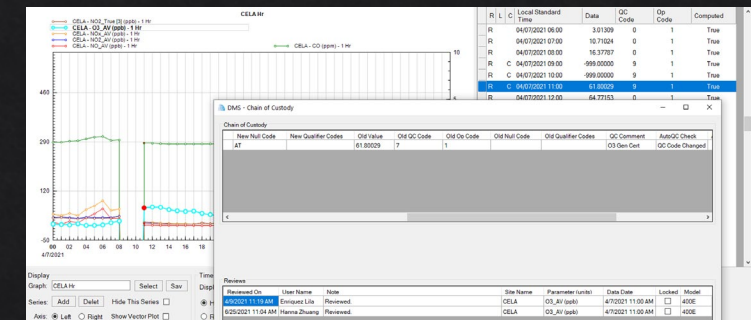 CELA Hr
CELA - NO2_True [3] (ppb) - 1 Hr
CELA - O3_AV (ppb) - 1 Hr
CELA - NOx_AV (ppb) - 1 Hr
CELA - NO2_AV (ppb) - 1 Hr
CELA - NO_AV (ppb) - 1 Hr
CELA - CO (ppm) - 1 Hr
R L C Local Standard Time Data QC Code Op Code Computed
R 04/07/2021 06:00 3.01309 0 1 True
R 04/07/2021 07:00 10.71024 0 1 True
R 04/07/2021 08:00 16.37787 0 1 True
R C 04/07/2021 09:00 -999.00000 9 1 True
R C 04/07/2021 10:00 -999.00000 9 1 True
R C 04/07/2021 11:00 61.80029 9 1 True
R 04/07/2021 12:00 64.77153 0 1 True
10
460
290
120
-50
00 02 04 06 08 10 12 14 16 18
4/7/2021
DMS - Chain of Custody
Chain of Custody
New Null Code New Qualifier Codes Old Value Old QC Code Old Op Code Old Null Code Old Qualifier Codes QC Comment AutoQC Check
AT 61.80029 7 1 O3 Gen Cert QC Code Changed
Reviews
Reviewed On User Name Note Site Name Parameter (units) Data Date Locked Model
4/9/2021 11:19 AM Enriquez Lila Reviewed. CELA O3_AV (ppb) 4/7/2021 11:00 AM 400E
6/25/2021 11:04 AM Hanna Zhuang Reviewed. CELA O3_AV (ppb) 4/7/2021 11:00 AM 400E
Display
Graph: CELA Hr Select Sav
Series: Add Delet Hide This Series
Axis: Left Right Show Vector Plot
Time
Displ